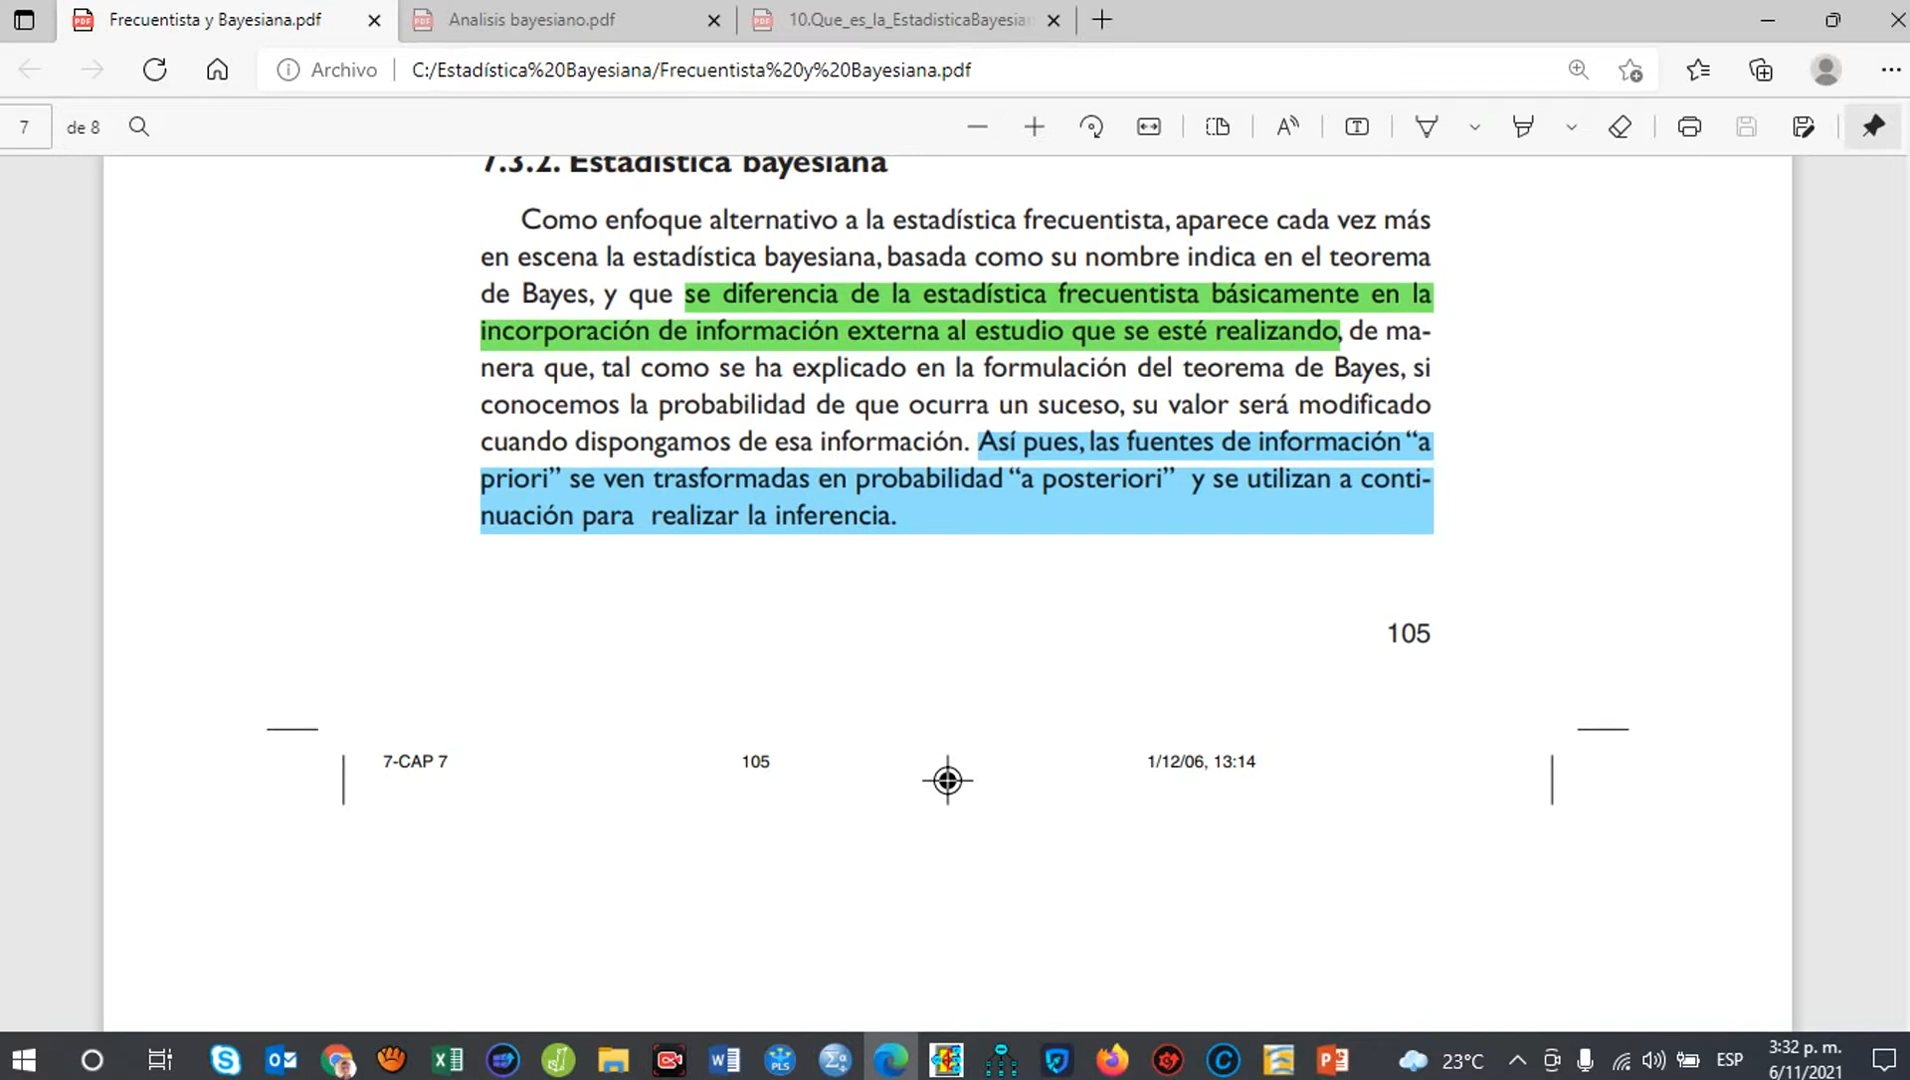 Frecuentista y Bayesiana.pdf
Analisis bayesiano.pdf
10.Que_es_la_EstadisticaBayesian
Archivo
C:/Estadística%20Bayesiana/Frecuentista%20y%20Bayesiana.pdf
7 de 8
7.3.2. Estadística bayesiana
Como enfoque alternativo a la estadística frecuentista, aparece cada vez más
en escena la estadística bayesiana, basada como su nombre indica en el teorema
de Bayes, y que se diferencia de la estadística frecuentista básicamente en la
incorporación de información externa al estudio que se esté realizando, de ma-
nera que, tal como se ha explicado en la formulación del teorema de Bayes, si
conocemos la probabilidad de que ocurra un suceso, su valor será modificado
cuando dispongamos de esa información. Así pues, las fuentes de información “a
priori” se ven trasformadas en probabilidad “a posteriori” y se utilizan a conti-
nuación para realizar la inferencia.
105
7-CAP 7
105
1/12/06, 13:14
23°C
ESP
3:32 p. m.
6/11/2021